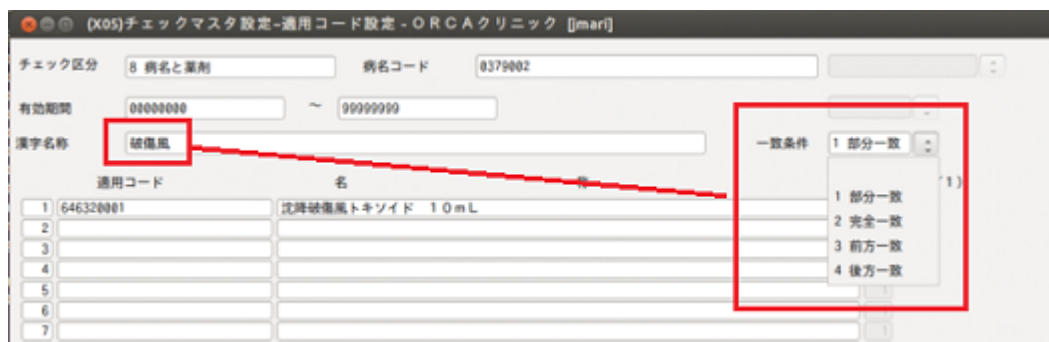 (X05)チェックマスタ設定–適用コード設定 - ORCAクリニック [jmari]
チェック区分 8 病名と薬剤 病名コード 0379002
有効期間 00000000 ～ 99999999
漢字名称 破傷風 一致条件 1 部分一致
適用コード 名 称 1)
1 646320001 沈降破傷風トキソイド 10mL
1 部分一致
2
2 完全一致
3
3 前方一致
4
4 後方一致
5 1
6 1
7 1